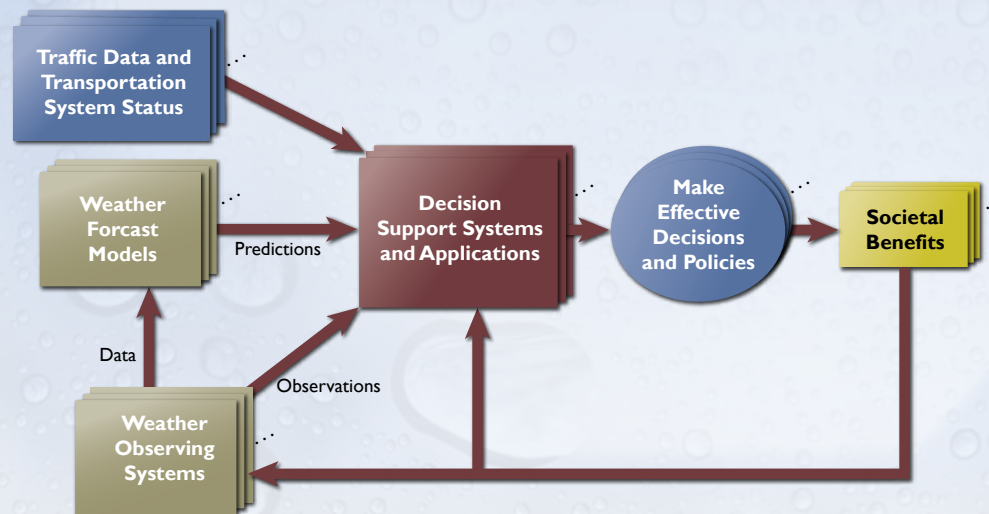 Traffic Data and
Transportation
System Status
Weather
Forcast
Models
Predictions
Decision
Support Systems
and Applications
Make
Effective
Decisions
and Policies
Societal
Benefits
Data
Observations
Weather
Observing
Systems